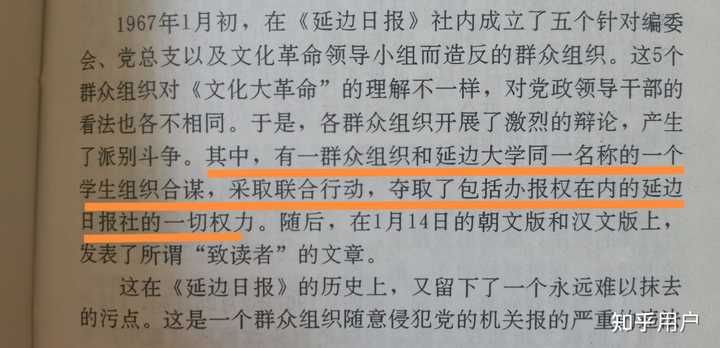 1967年1月初，在《延边日报》社内成立了五个针对编委
会、党总支以及文化革命领导小组而造反的群众组织。这5个
群众组织对《文化大革命”的理解不一样，对党政领导干部的
看法也各不相同。于是，各群众组织开展了激烈的辩论，产生
了派别斗争。其中，有一群众组织和延边大学同一名称的一个
学生组织合谋，采取联合行动，夺取了包括办报权在内的延边
日报社的一切权力。随后，在1月14日的朝文版和汉文版上，
发表了所谓“致读者”的文章。
这在《延边日报》的历史上，又留下了一个永远难以抹去
的污点。这是一个群众组织随意侵犯党的机关报的严重
知乎用户